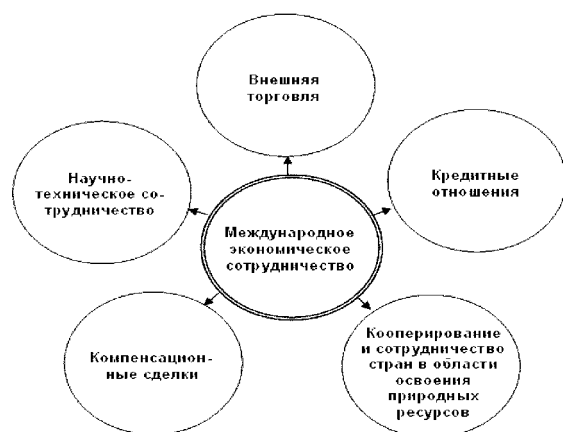 Внешняя
торговля
Научно-
техническое со-
трудничество
Кредитные
отношения
Международное
экономическое
сотрудничество
Компенсацион-
ные сделки
Кооперирование
и сотрудничество
стран в области
освоения
природных
ресурсов